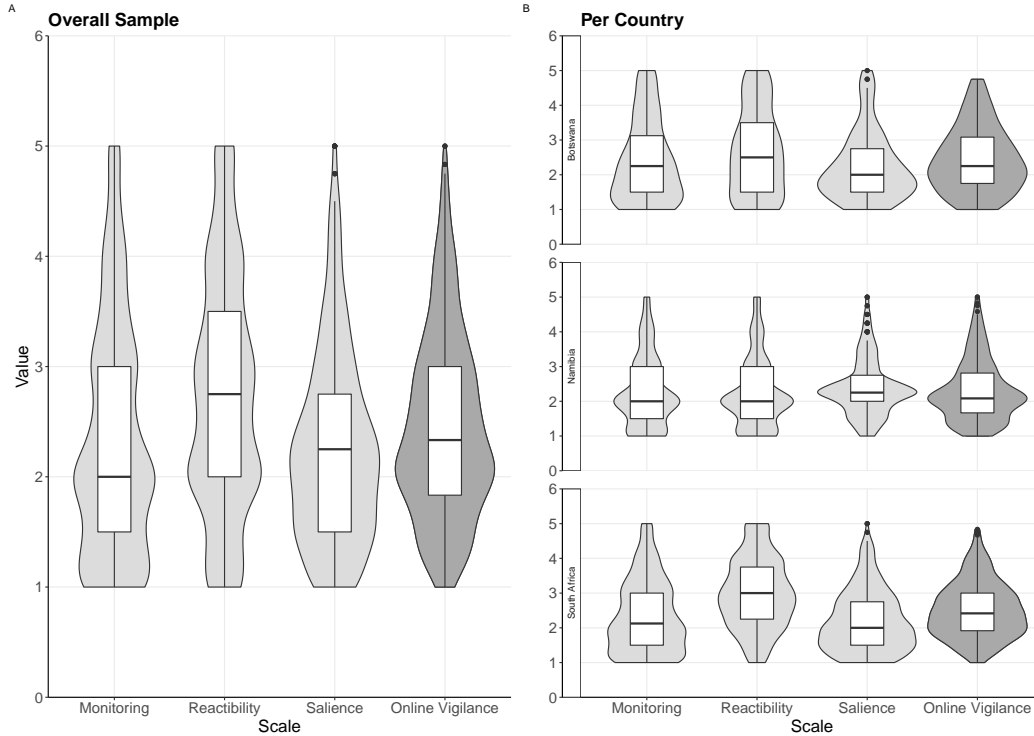 A
Overall Sample
6
5
4
3
2
1
0
Value
Monitoring Reactibility Salience Online Vigilance
Scale
B
Per Country
Botswana
6
5
4
3
2
1
0
Namibia
6
5
4
3
2
1
0
South Africa
6
5
4
3
2
1
0
Monitoring Reactibility Salience Online Vigilance
Scale